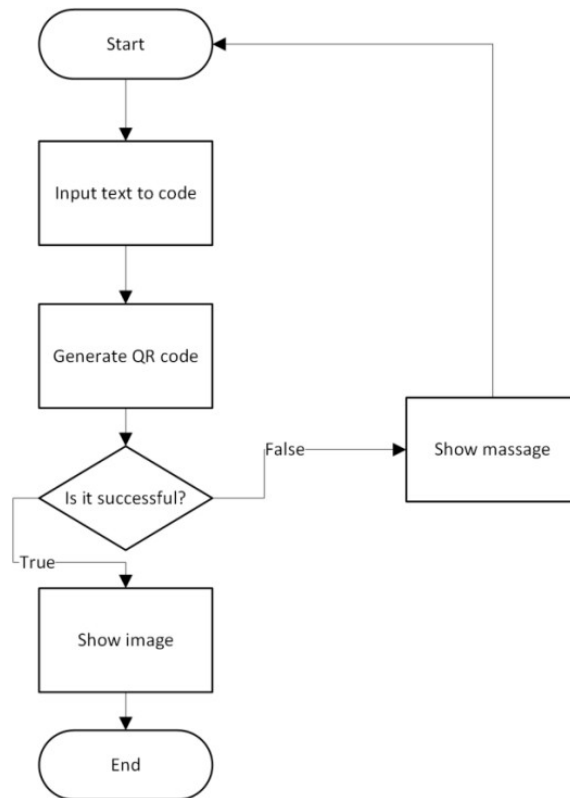 Start
Input text to code
Generate QR code
Is it successful?
False
Show massage
True
Show image
End